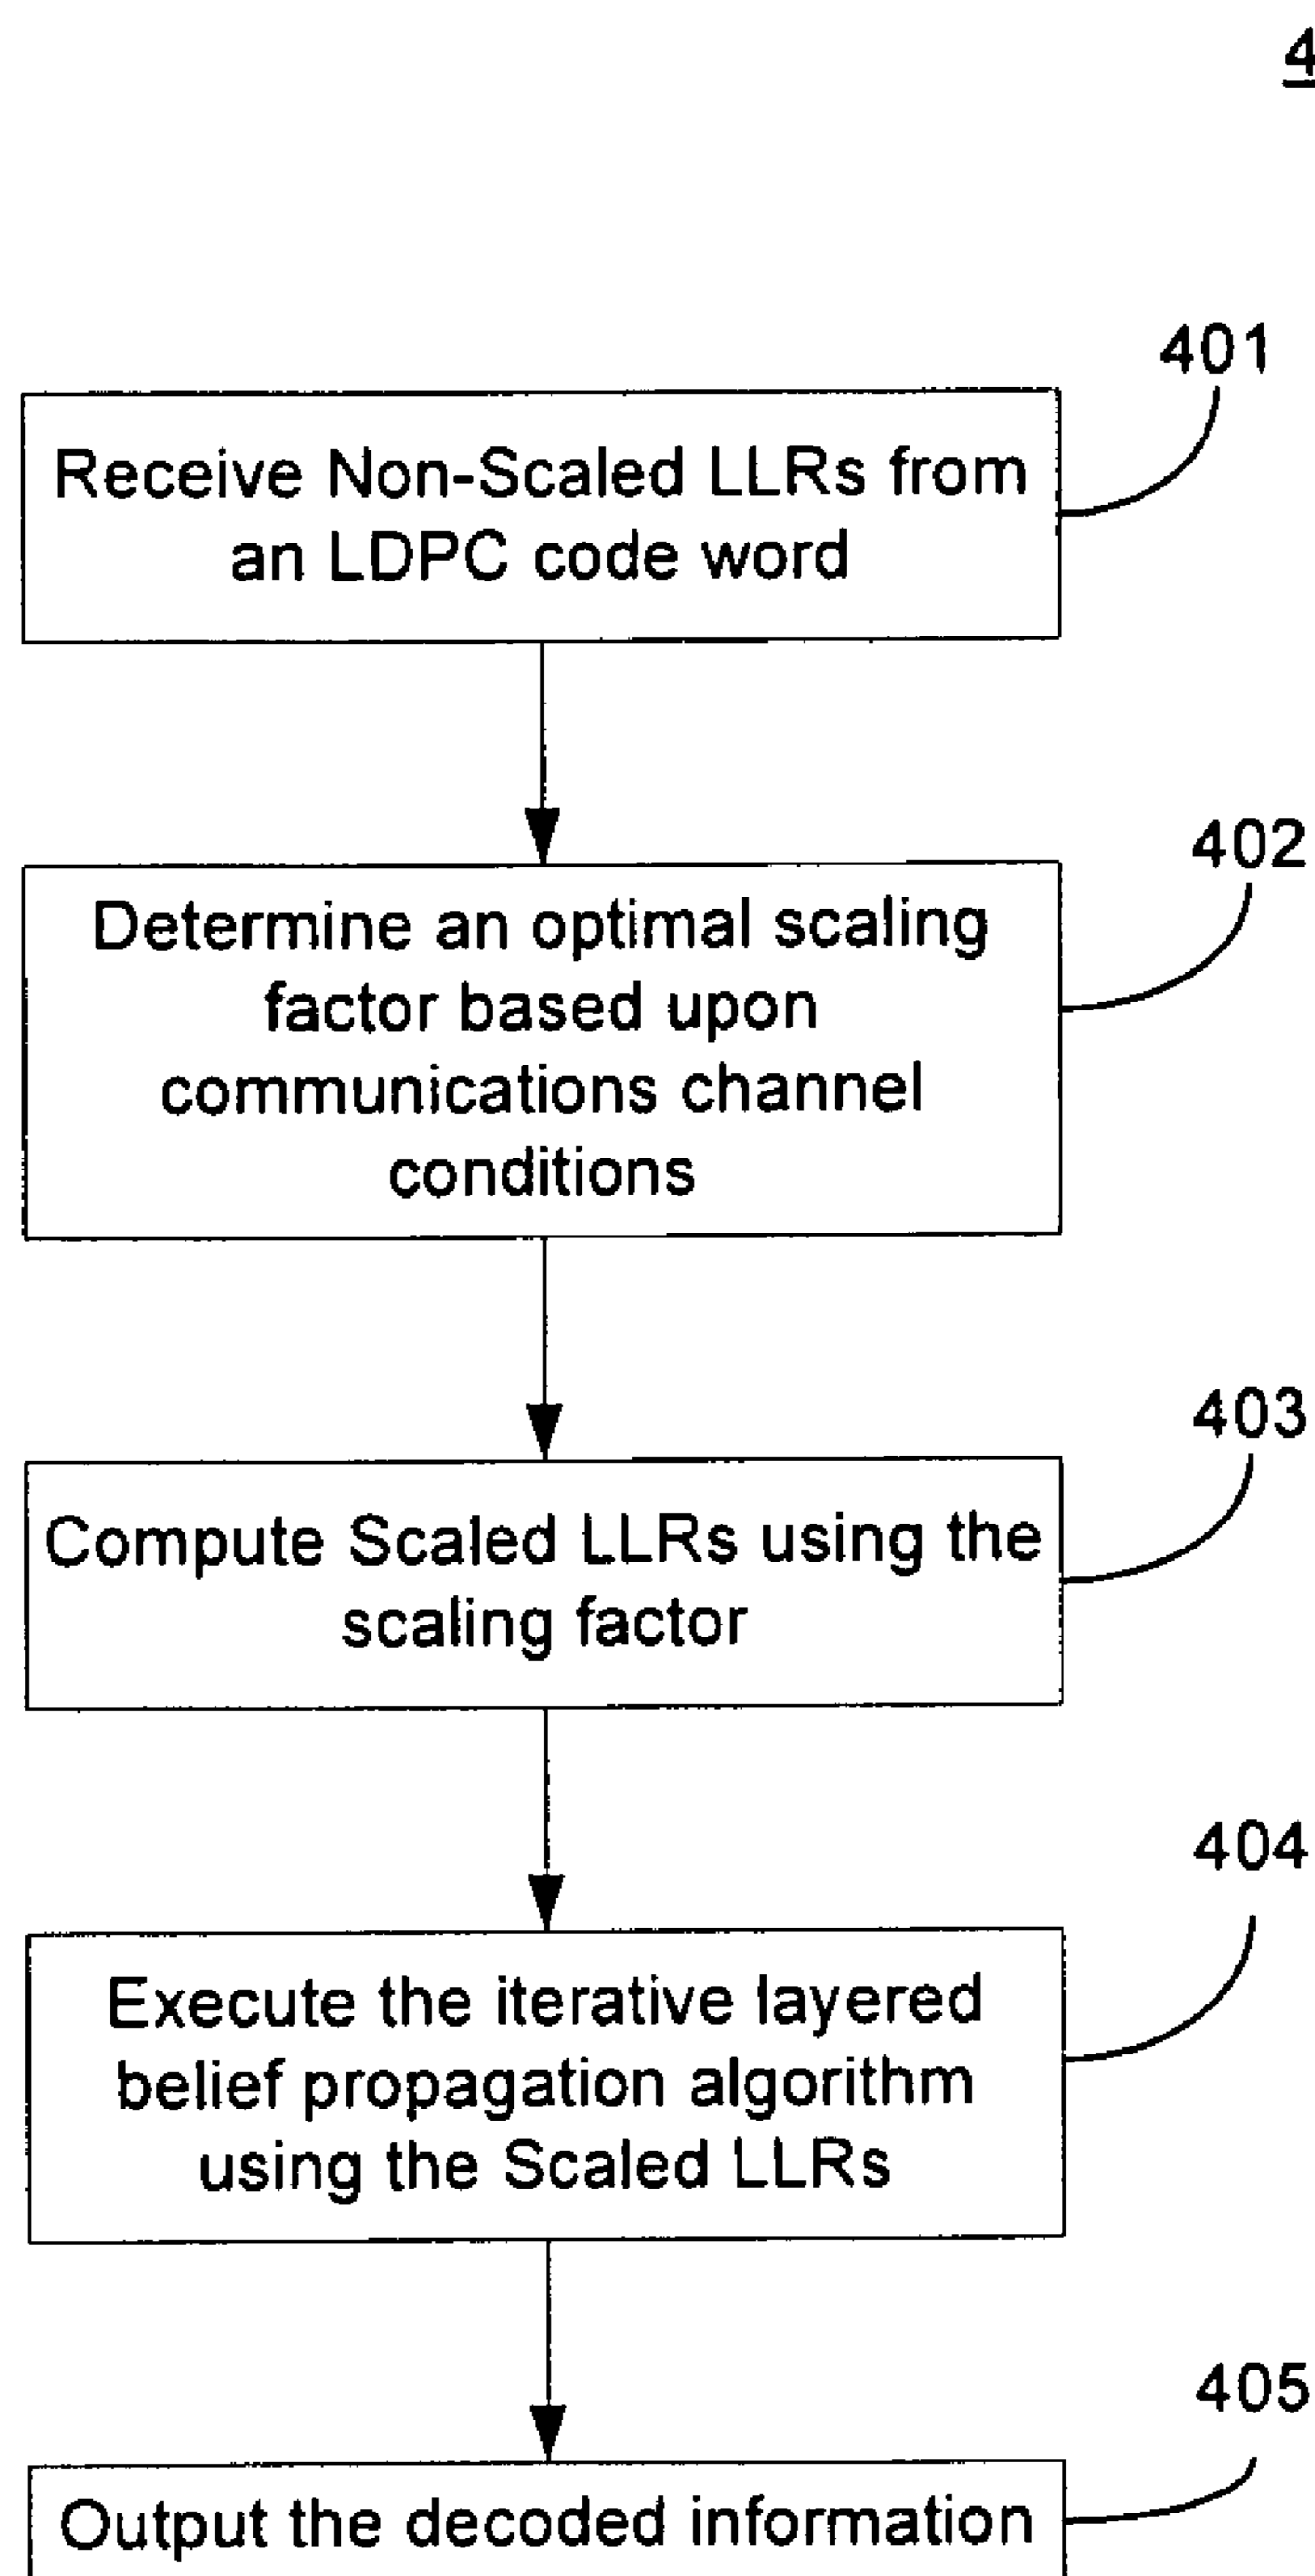 4
401
Receive Non-Scaled LLRs from
an LDPC code word
402
Determine an optimal scaling
factor based upon
communications channel
conditions
403
Compute Scaled LLRs using the
scaling factor
404
Execute the iterative layered
belief propagation algorithm
using the Scaled LLRs
405
Output the decoded information